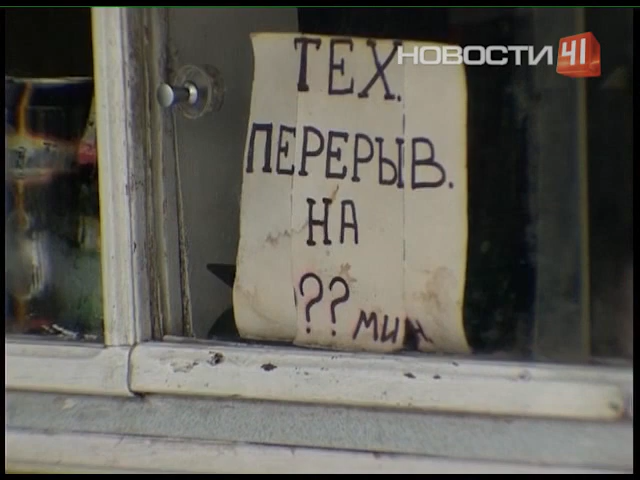 НОВОСТИ 41
ТЕХ.
ПЕРЕРЫВ.
НА
?? мин